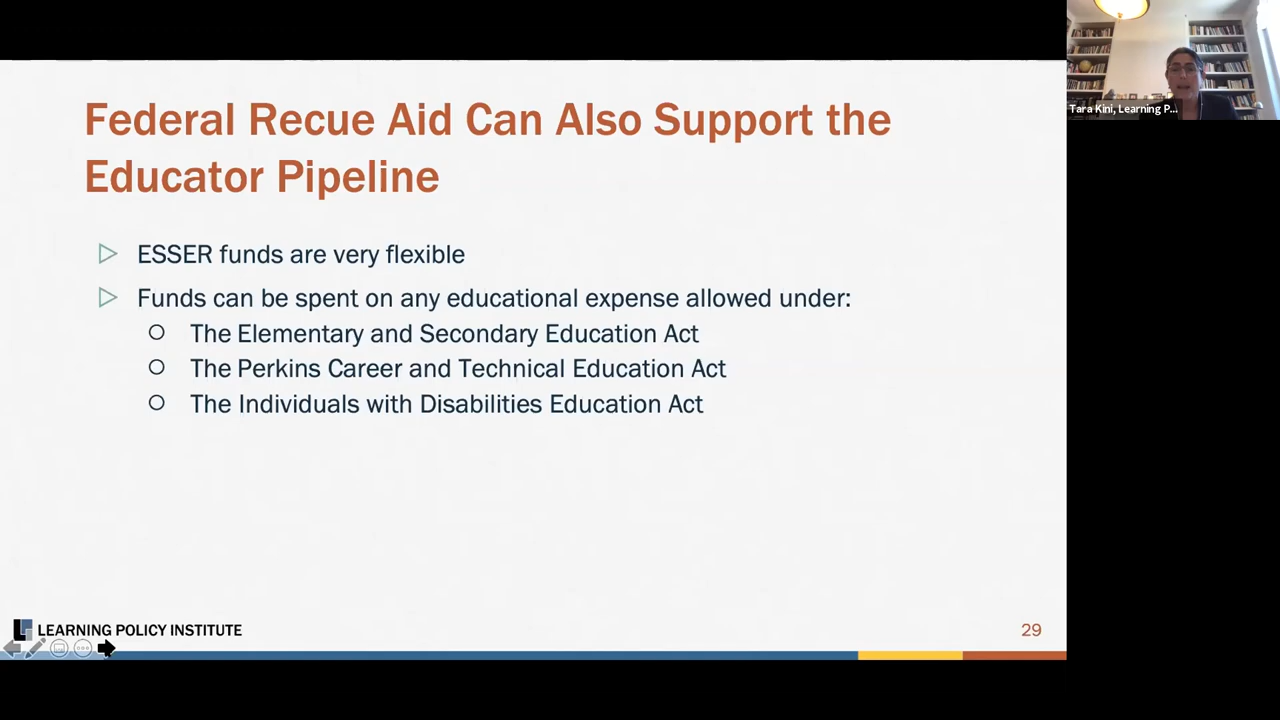 Federal Recue Aid Can Also Support the
Educator Pipeline
ESSER funds are very flexible
Funds can be spent on any educational expense allowed under:
The Elementary and Secondary Education Act
The Perkins Career and Technical Education Act
The Individuals with Disabilities Education Act
LEARNING POLICY INSTITUTE
29
Tara Kini, Learning P...